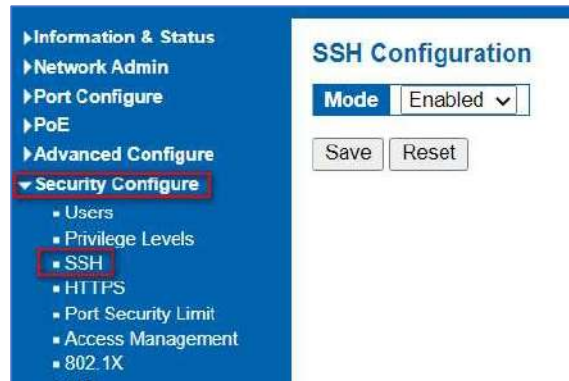 Information & Status
Network Admin
Port Configure
PoE
Advanced Configure
Security Configure
Users
Privilege Levels
SSH
HTTPS
Port Security Limit
Access Management
802.1X
SSH Configuration
Mode Enabled
Save Reset